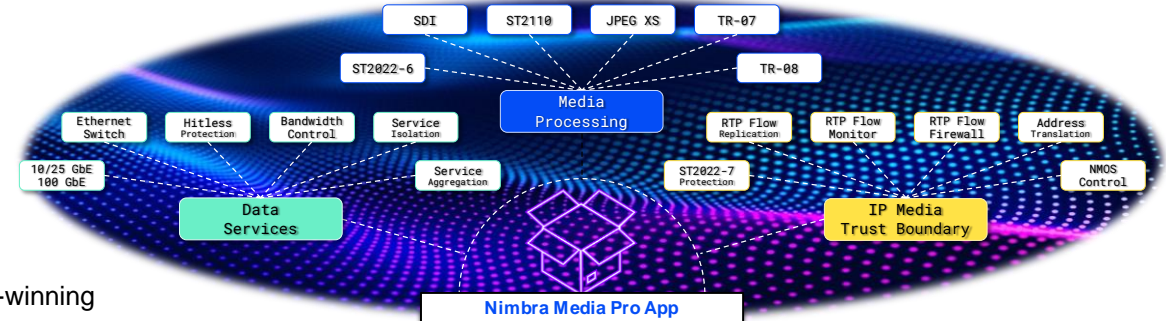 SDI
ST2110
JPEG XS
TR-07
ST2022-6
TR-08
Media
Processing
Ethernet
Switch
Hitless
Protection
Bandwidth
Control
Service
Isolation
10/25 GbE
100 GbE
Service
Aggregation
Data
Services
RTP Flow
Replication
RTP Flow
Monitor
RTP Flow
Firewall
Address
Translation
ST2022-7
Protection
NMOS
Control
IP Media
Trust Boundary
-winning
Nimbra Media Pro App